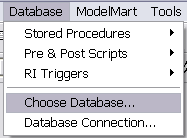 Database ModelMart Tools
Stored Procedures
Pre & Post Scripts
RI Triggers
Choose Database...
Database Connection...